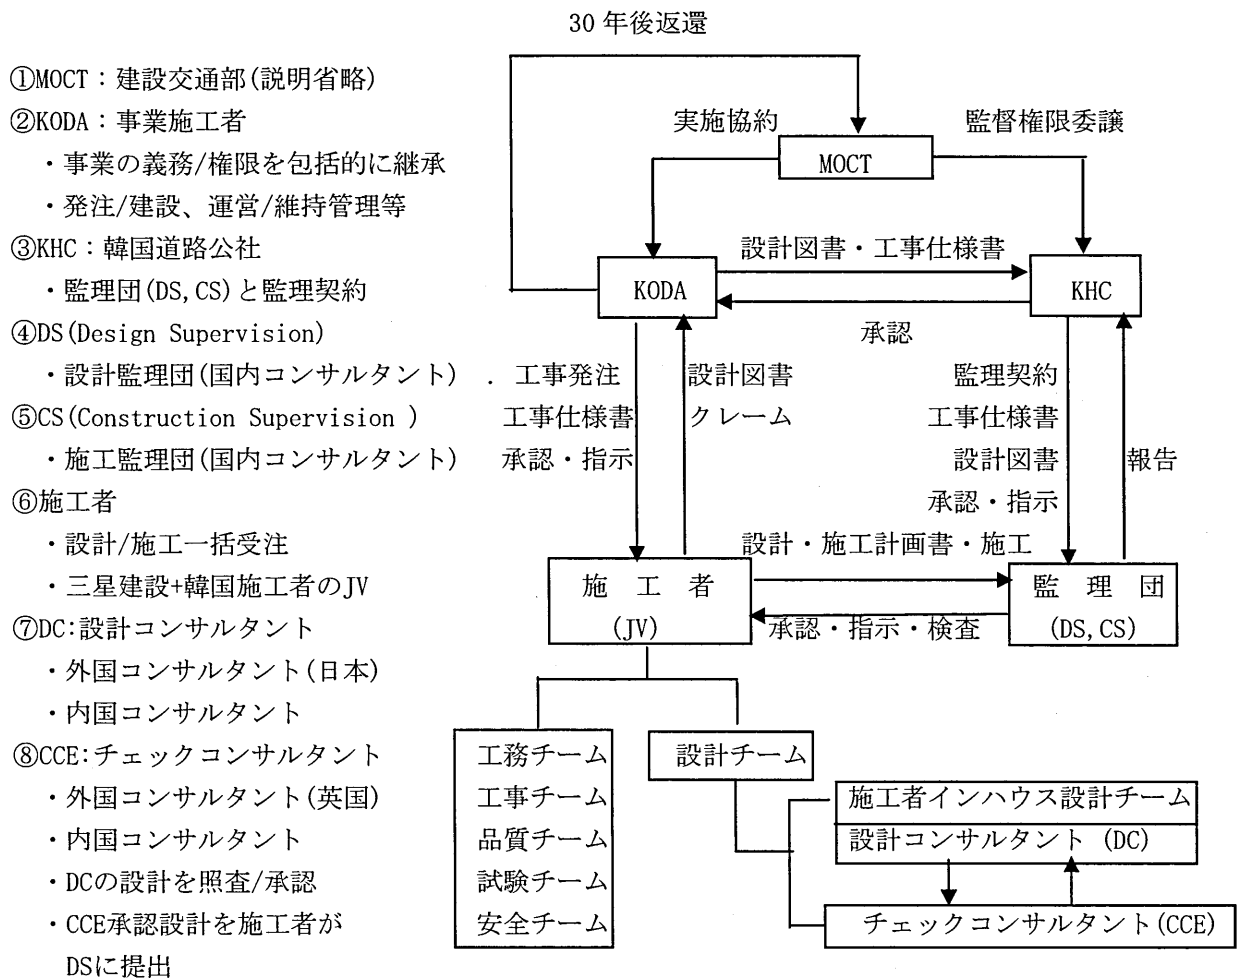 30年後返還
①MOCT：建設交通部(説明省略)
②KODA：事業施工者
・事業の義務/権限を包括的に継承
・発注/建設、運営/維持管理等
③KHC：韓国道路公社
・監理団(DS,CS)と監理契約
④DS(Design Supervision)
・設計監理団(国内コンサルタント)
⑤CS(Construction Supervision )
・施工監理団(国内コンサルタント)
⑥施工者
・設計/施工一括受注
・三星建設+韓国施工者のJV
⑦DC:設計コンサルタント
・外国コンサルタント(日本)
・内国コンサルタント
⑧CCE:チェックコンサルタント
・外国コンサルタント(英国)
・内国コンサルタント
・DCの設計を照査/承認
・CCE承認設計を施工者が
DSに提出
実施協約
監督権限委譲
MOCT
設計図書・工事仕様書
KODA
KHC
承認
. 工事発注
工事仕様書
承認・指示
設計図書
クレーム
監理契約
工事仕様書
設計図書
承認・指示
報告
設計・施工計画書・施工
施 工 者
(JV)
監 理 団
(DS,CS)
承認・指示・検査
工務チーム
工事チーム
品質チーム
試験チーム
安全チーム
設計チーム
施工者インハウス設計チーム
設計コンサルタント (DC)
チェックコンサルタント(CCE)